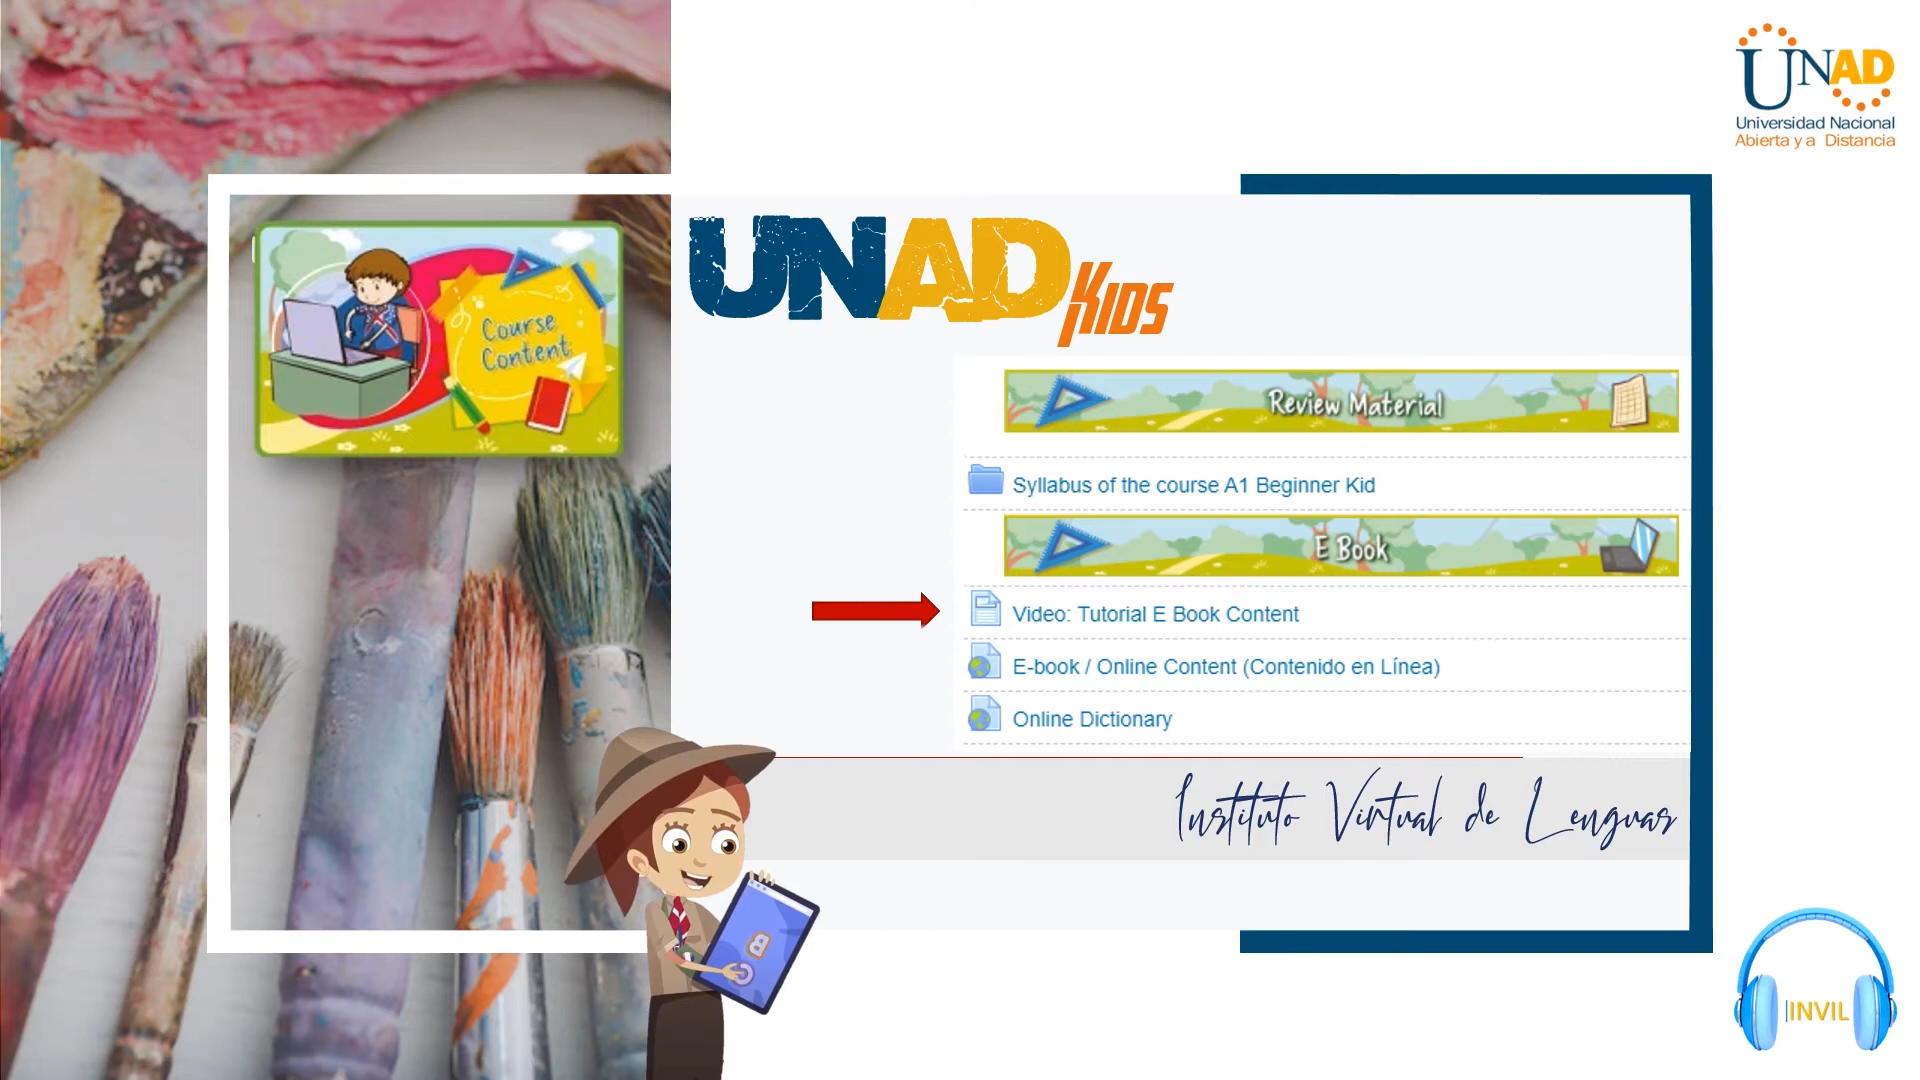 UNAD
Universidad Nacional
Abierta y a Distancia
UNAD Kids
Course
Content
Review Material
Syllabus of the course A1 Beginner Kid
E Book
Video: Tutorial E Book Content
E-book / Online Content (Contenido en Línea)
Online Dictionary
Instituto Virtual de Lenguas
B
INVIL